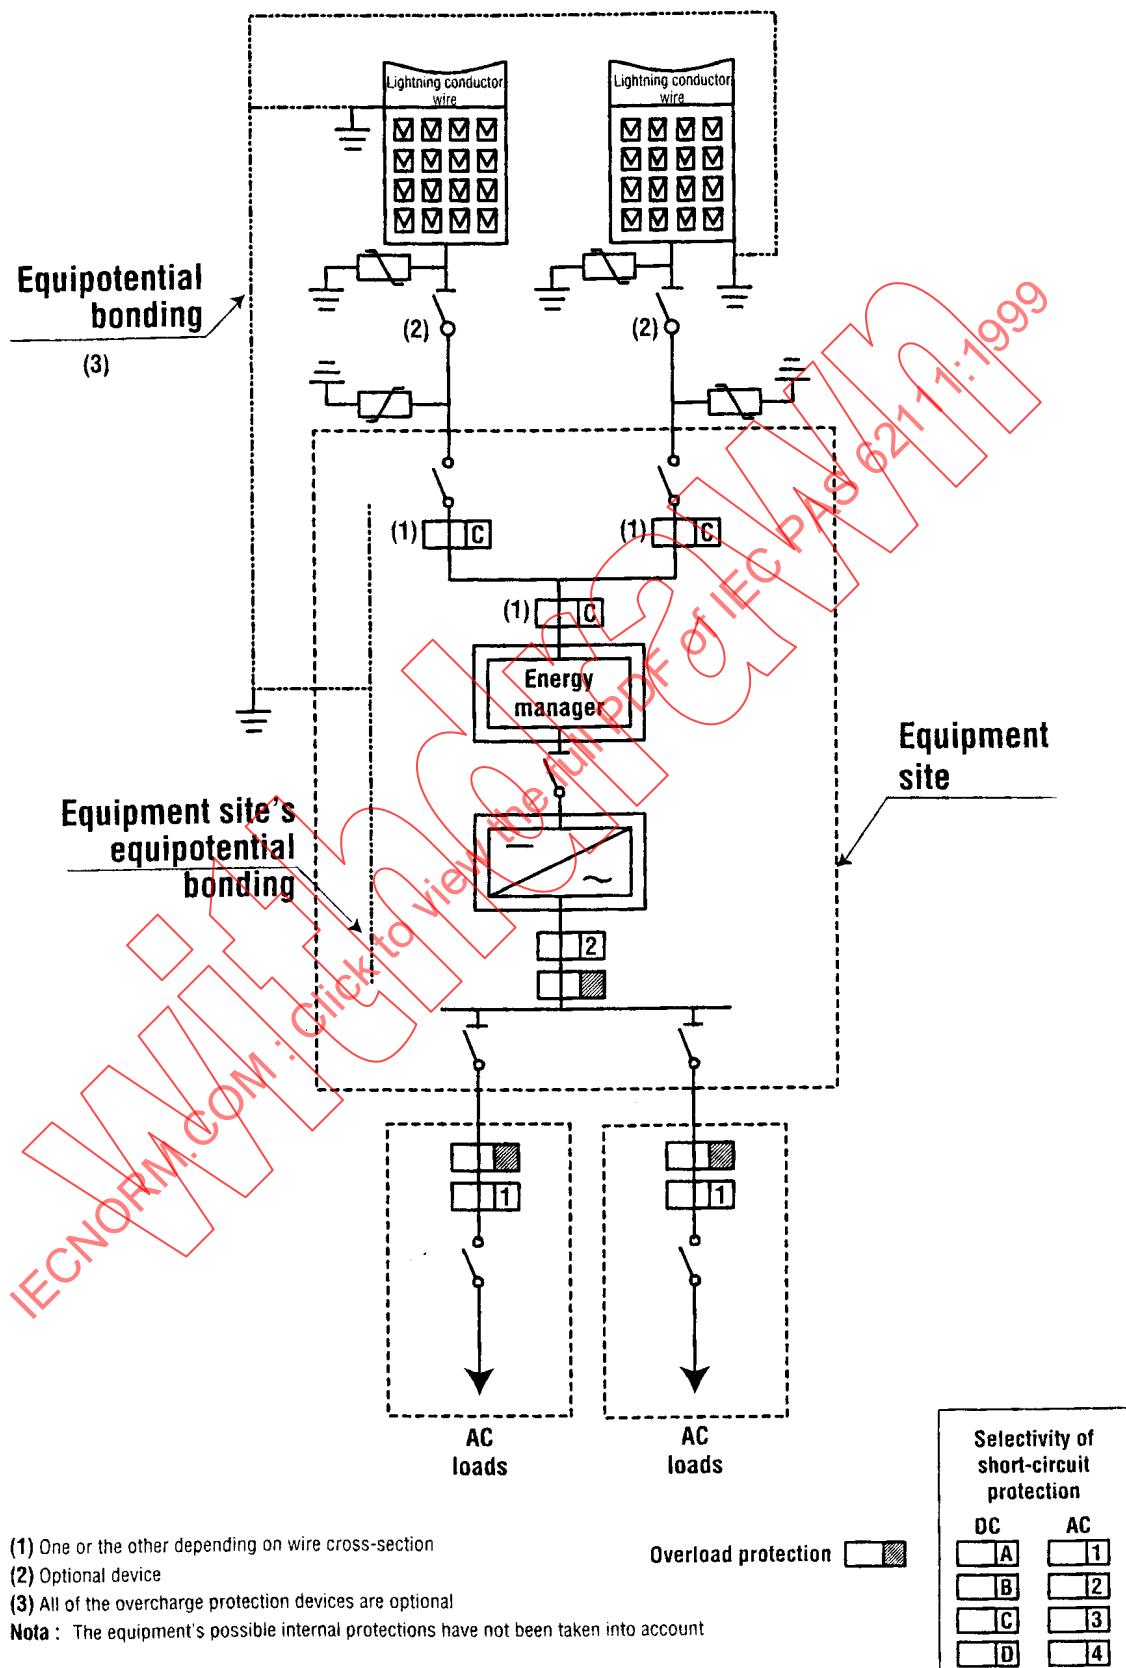 Lightning conductor
wire
Lightning conductor
wire
Equipotential
bonding
(3)
(2)
(2)
(1)
C
(1)
C
(1)
C
Energy
manager
Equipment
site
Equipment site's
equipotential
bonding
2
1
1
AC
loads
AC
loads
Selectivity of
short-circuit
protection
DC
AC
A
1
B
2
C
3
D
4
Overload protection
(1) One or the other depending on wire cross-section
(2) Optional device
(3) All of the overcharge protection devices are optional
Nota : The equipment's possible internal protections have not been taken into account
Withdrawn
IECNORM.COM : Click to view the full PDF of IEC PAS 62111:1999